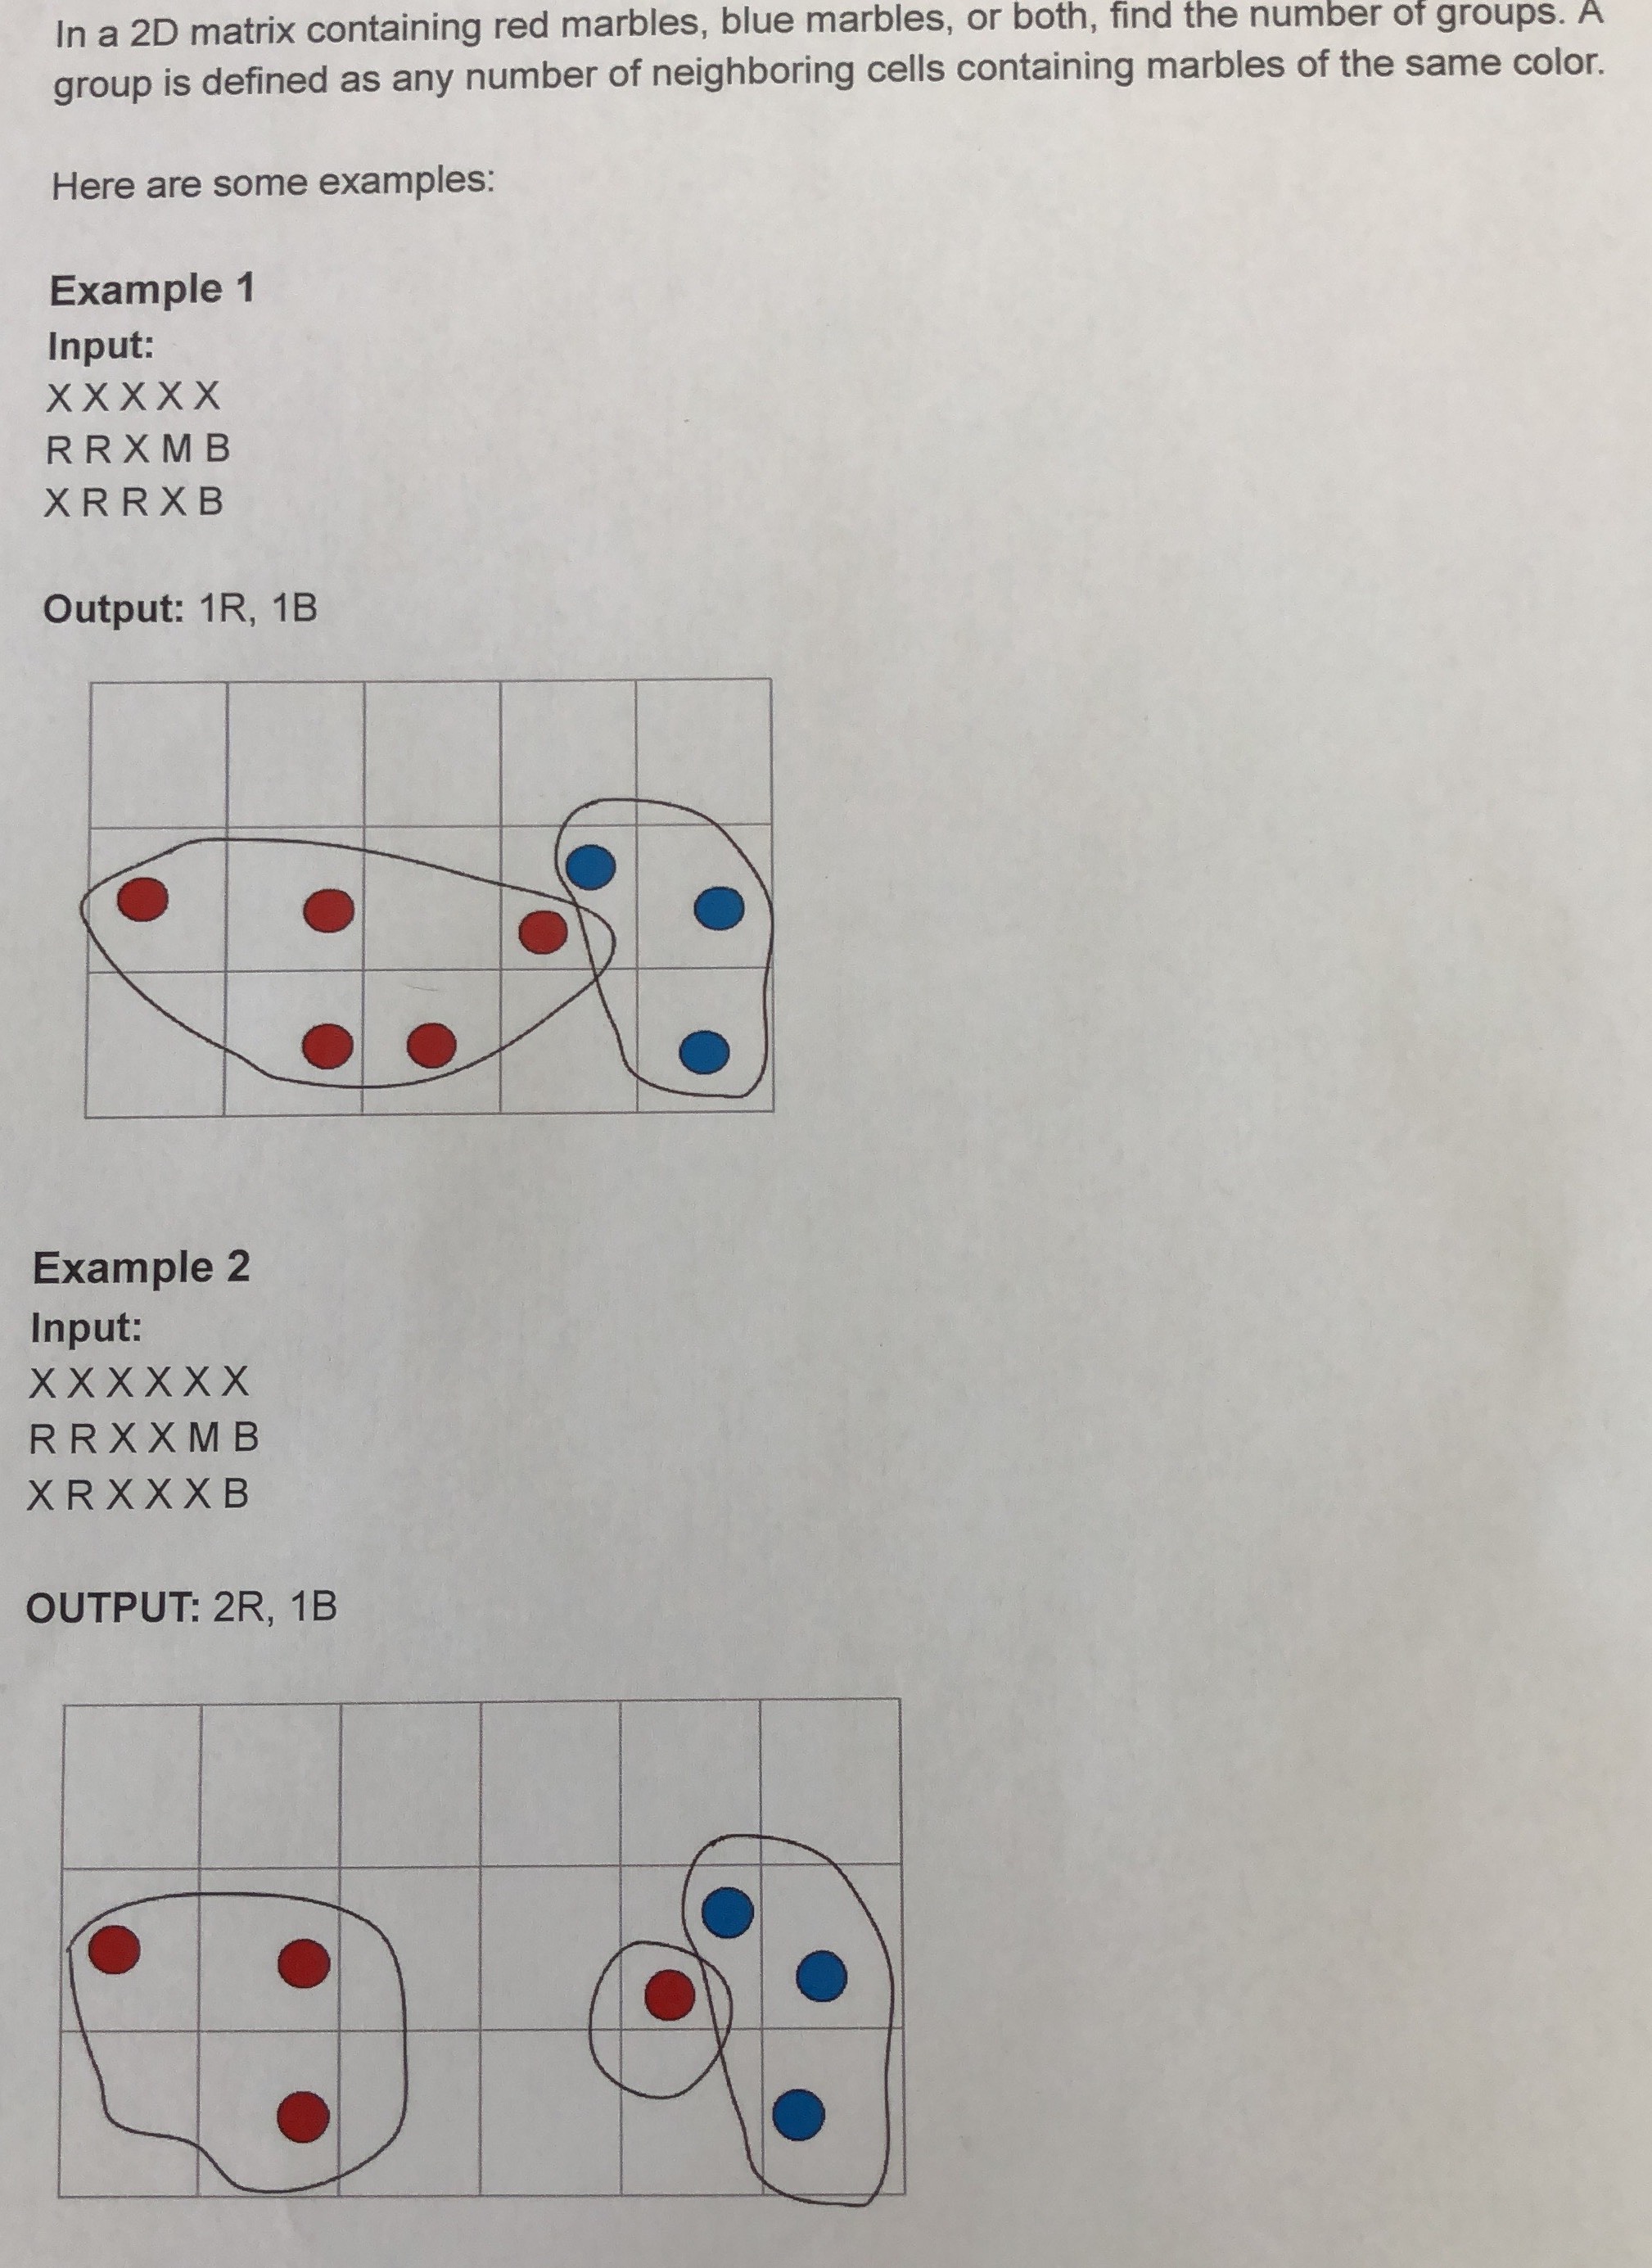 In a 2D matrix containing red marbles, blue marbles, or both, find the number of groups. A
group is defined as any number of neighboring cells containing marbles of the same color.
Here are some examples:
Example 1
Input:
X X X X X
R R X M B
X R R X B
Output: 1R, 1B
Example 2
Input:
X X X X X X
R R X X M B
X R X X X B
OUTPUT: 2R, 1B